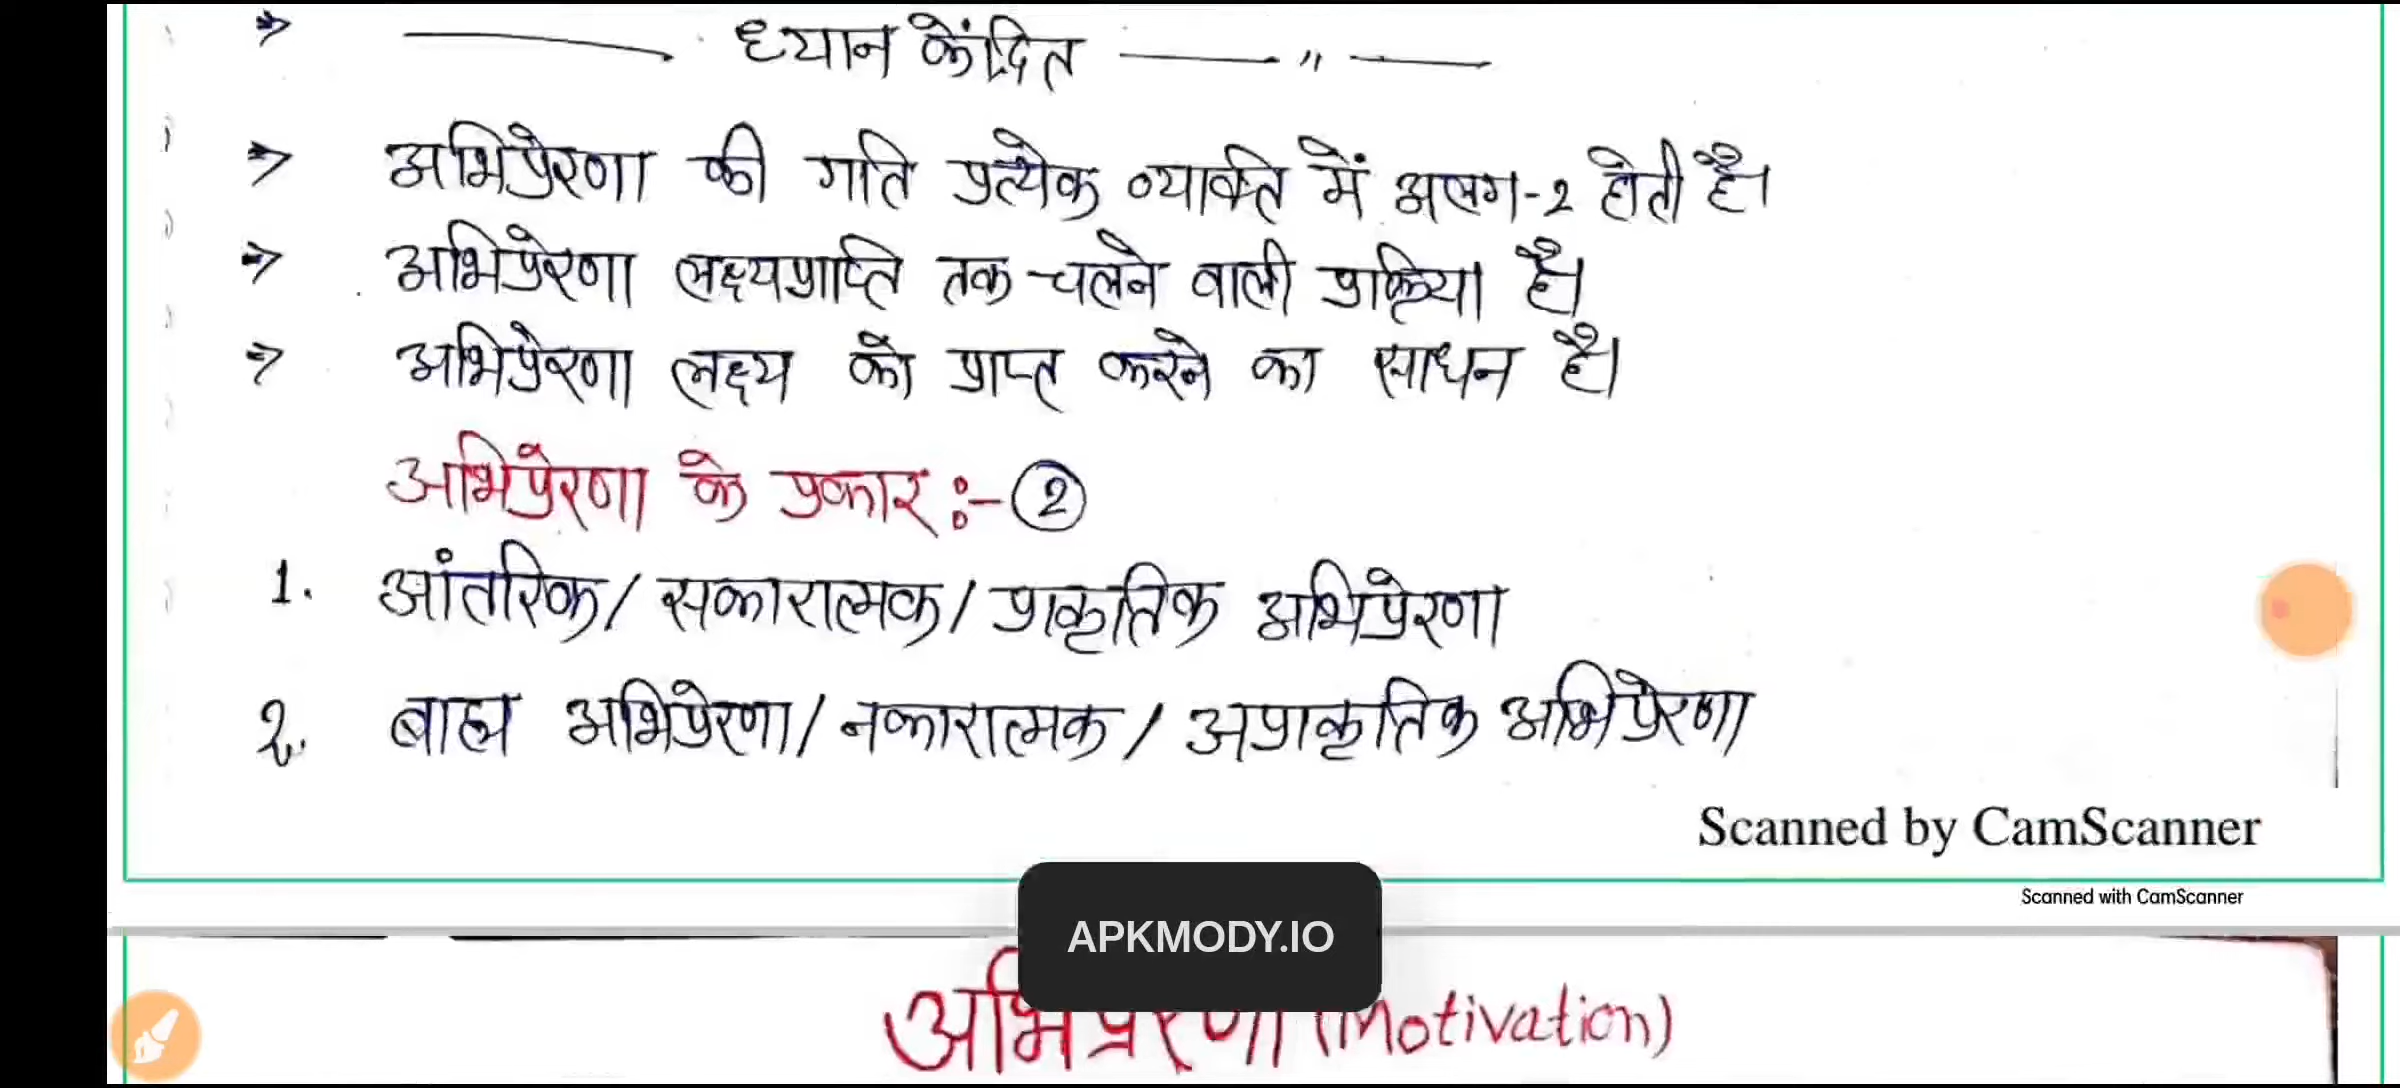 ⇒ ——— ध्यान केंद्रित ——— " ———
⇒ अभिप्रेरणा की गति प्रत्येक व्यक्ति में अलग-2 होती है।
⇒ अभिप्रेरणा लक्ष्यप्राप्ति तक चलने वाली प्रक्रिया है।
⇒ अभिप्रेरणा लक्ष्य को प्राप्त करने का साधन है।
अभिप्रेरणा के प्रकार :- 2
1. आंतरिक / सकारात्मक / प्राकृतिक अभिप्रेरणा
2. बाह्य अभिप्रेरणा / नकारात्मक / अप्राकृतिक अभिप्रेरणा
Scanned by CamScanner
Scanned with CamScanner
APKMODY.IO
अभिप्रेरणा (Motivation)